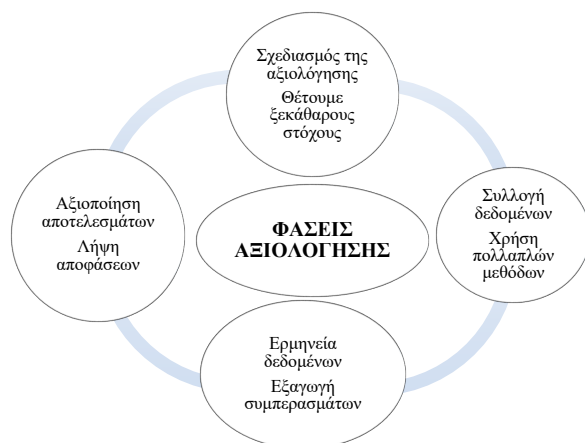 Σχεδιασμός της
αξιολόγησης
Θέτουμε
ξεκάθαρους
στόχους
Συλλογή
δεδομένων
Χρήση
πολλαπλών
μεθόδων
Ερμηνεία
δεδομένων
Εξαγωγή
συμπερασμάτων
Αξιοποίηση
αποτελεσμάτων
Λήψη
αποφάσεων
ΦΑΣΕΙΣ
ΑΞΙΟΛΟΓΗΣΗΣ